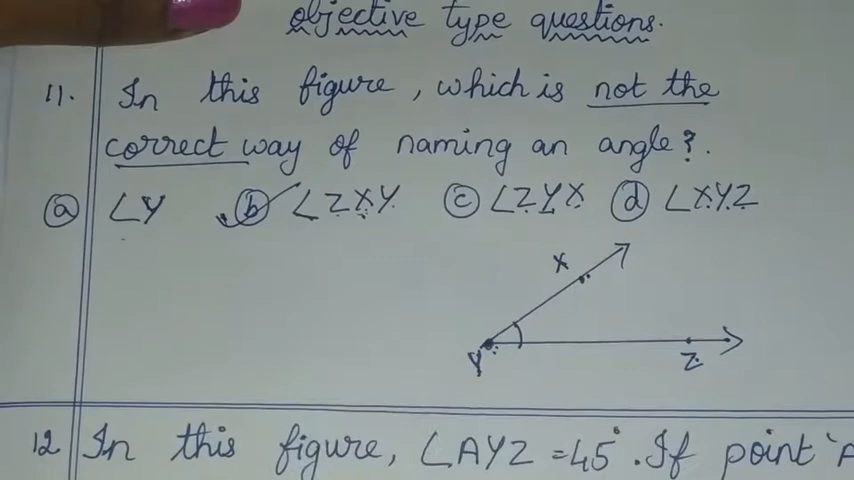 objective type questions.
11. In this figure, which is not the
correct way of naming an angle?.
(a) ∠Y (b) ∠ZXY (c) ∠ZYX (d) ∠XYZ
X
Y
Z
12 In this figure, ∠AYZ = 45°. If point 'A